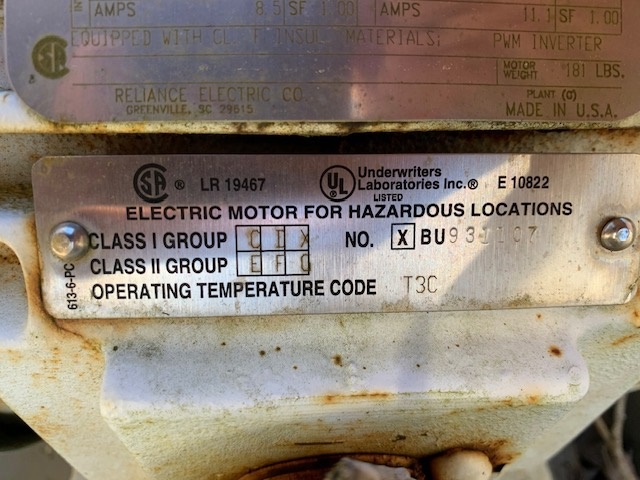 AMPS 8.5 SF 1.00 AMPS 11.1 SF 1.00
EQUIPPED WITH CL. F INSUL MATERIALS; PWM INVERTER
MOTOR WEIGHT 181 LBS.
RELIANCE ELECTRIC CO.
GREENVILLE, SC 29615
PLANT (a)
MADE IN U.S.A.
SA ® LR 19467
UL Underwriters Laboratories Inc.® E 10822
LISTED
ELECTRIC MOTOR FOR HAZARDOUS LOCATIONS
CLASS I GROUP X NO. X BU
CLASS II GROUP E F
OPERATING TEMPERATURE CODE T3C
613-6-PC